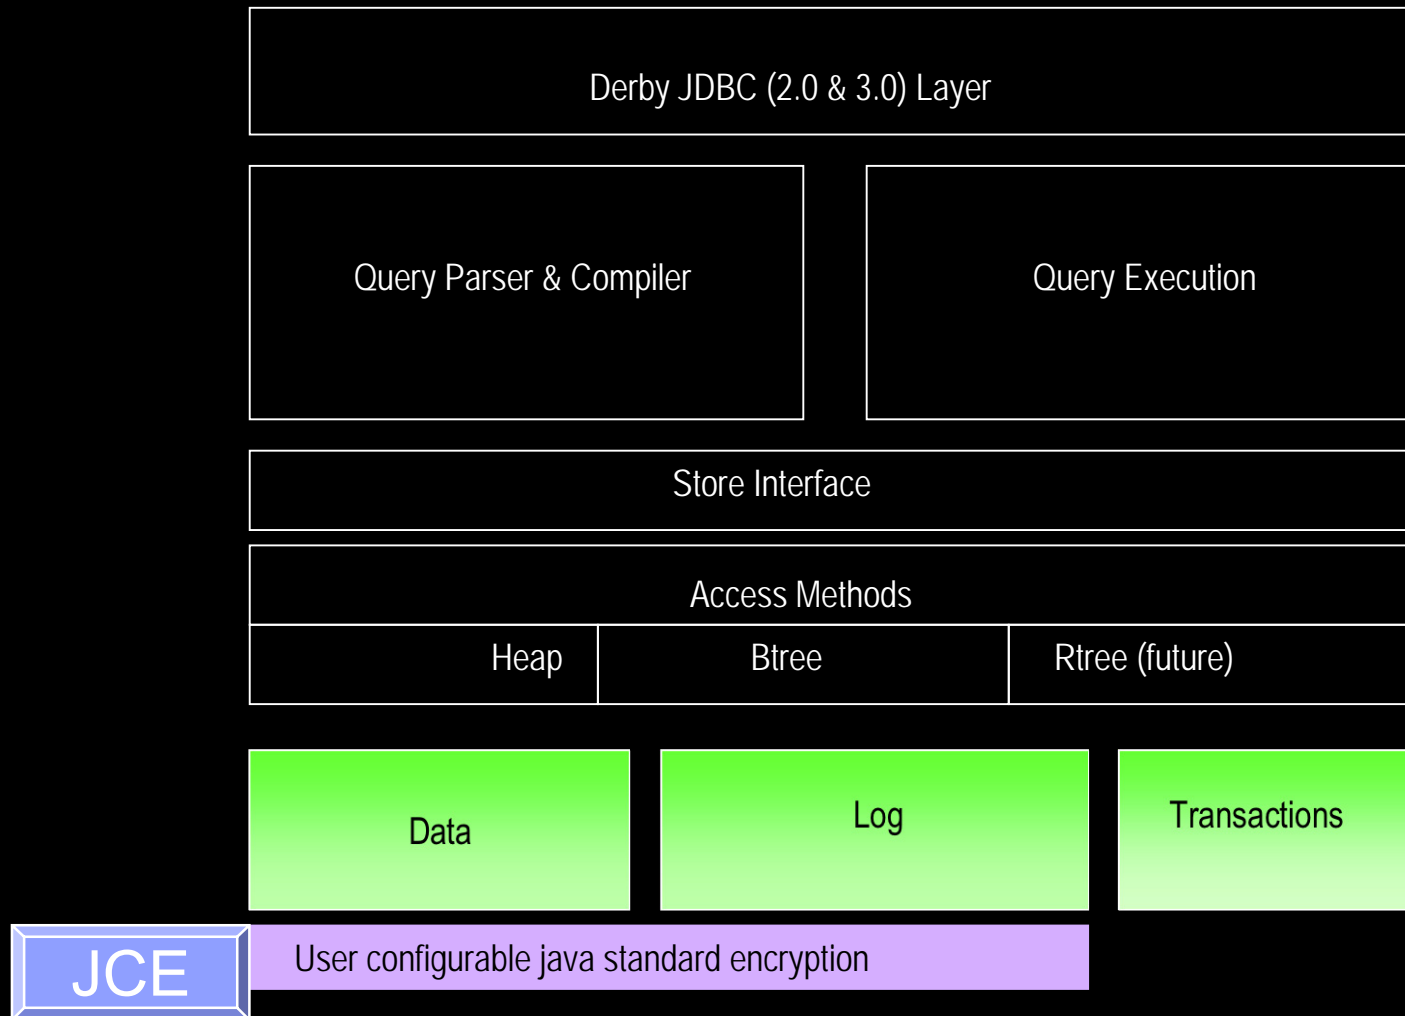 Derby JDBC (2.0 & 3.0) Layer
Query Parser & Compiler
Query Execution
Store Interface
Access Methods
Heap
Btree
Rtree (future)
Data
Log
Transactions
JCE
User configurable java standard encryption